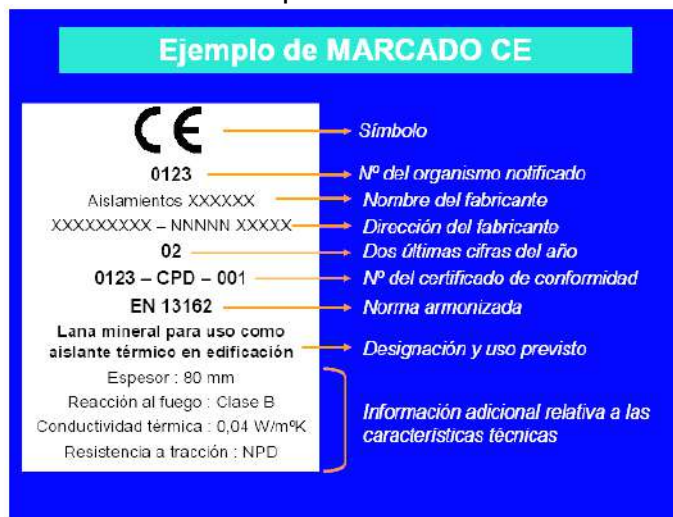 Ejemplo de MARCADO CE
CE
Símbolo
0123
Nº del organismo notificado
Aislamientos XXXXXX
Nombre del fabricante
XXXXXXXXX – NNNNN XXXXX
Dirección del fabricante
02
Dos últimas cifras del año
0123 – CPD – 001
Nº del certificado de conformidad
EN 13162
Norma armonizada
Lana mineral para uso como
aislante térmico en edificación
Designación y uso previsto
Espesor : 80 mm
Reacción al fuego : Clase B
Conductividad térmica : 0,04 W/mºK
Resistencia a tracción : NPD
Información adicional relativa a las
características técnicas